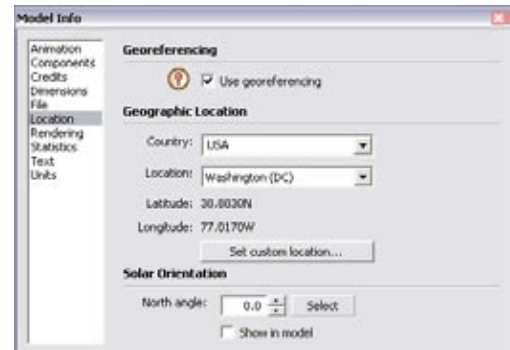 Model Info
Animation
Components
Credits
Dimensions
File
Location
Rendering
Statistics
Text
Units
Georeferencing
Use georeferencing
Geographic Location
Country: USA
Location: Washington (DC)
Latitude:
Longitude: 77.0170W
Set custom location...
Solar Orientation
North angle: 0.0 Select
Show in model